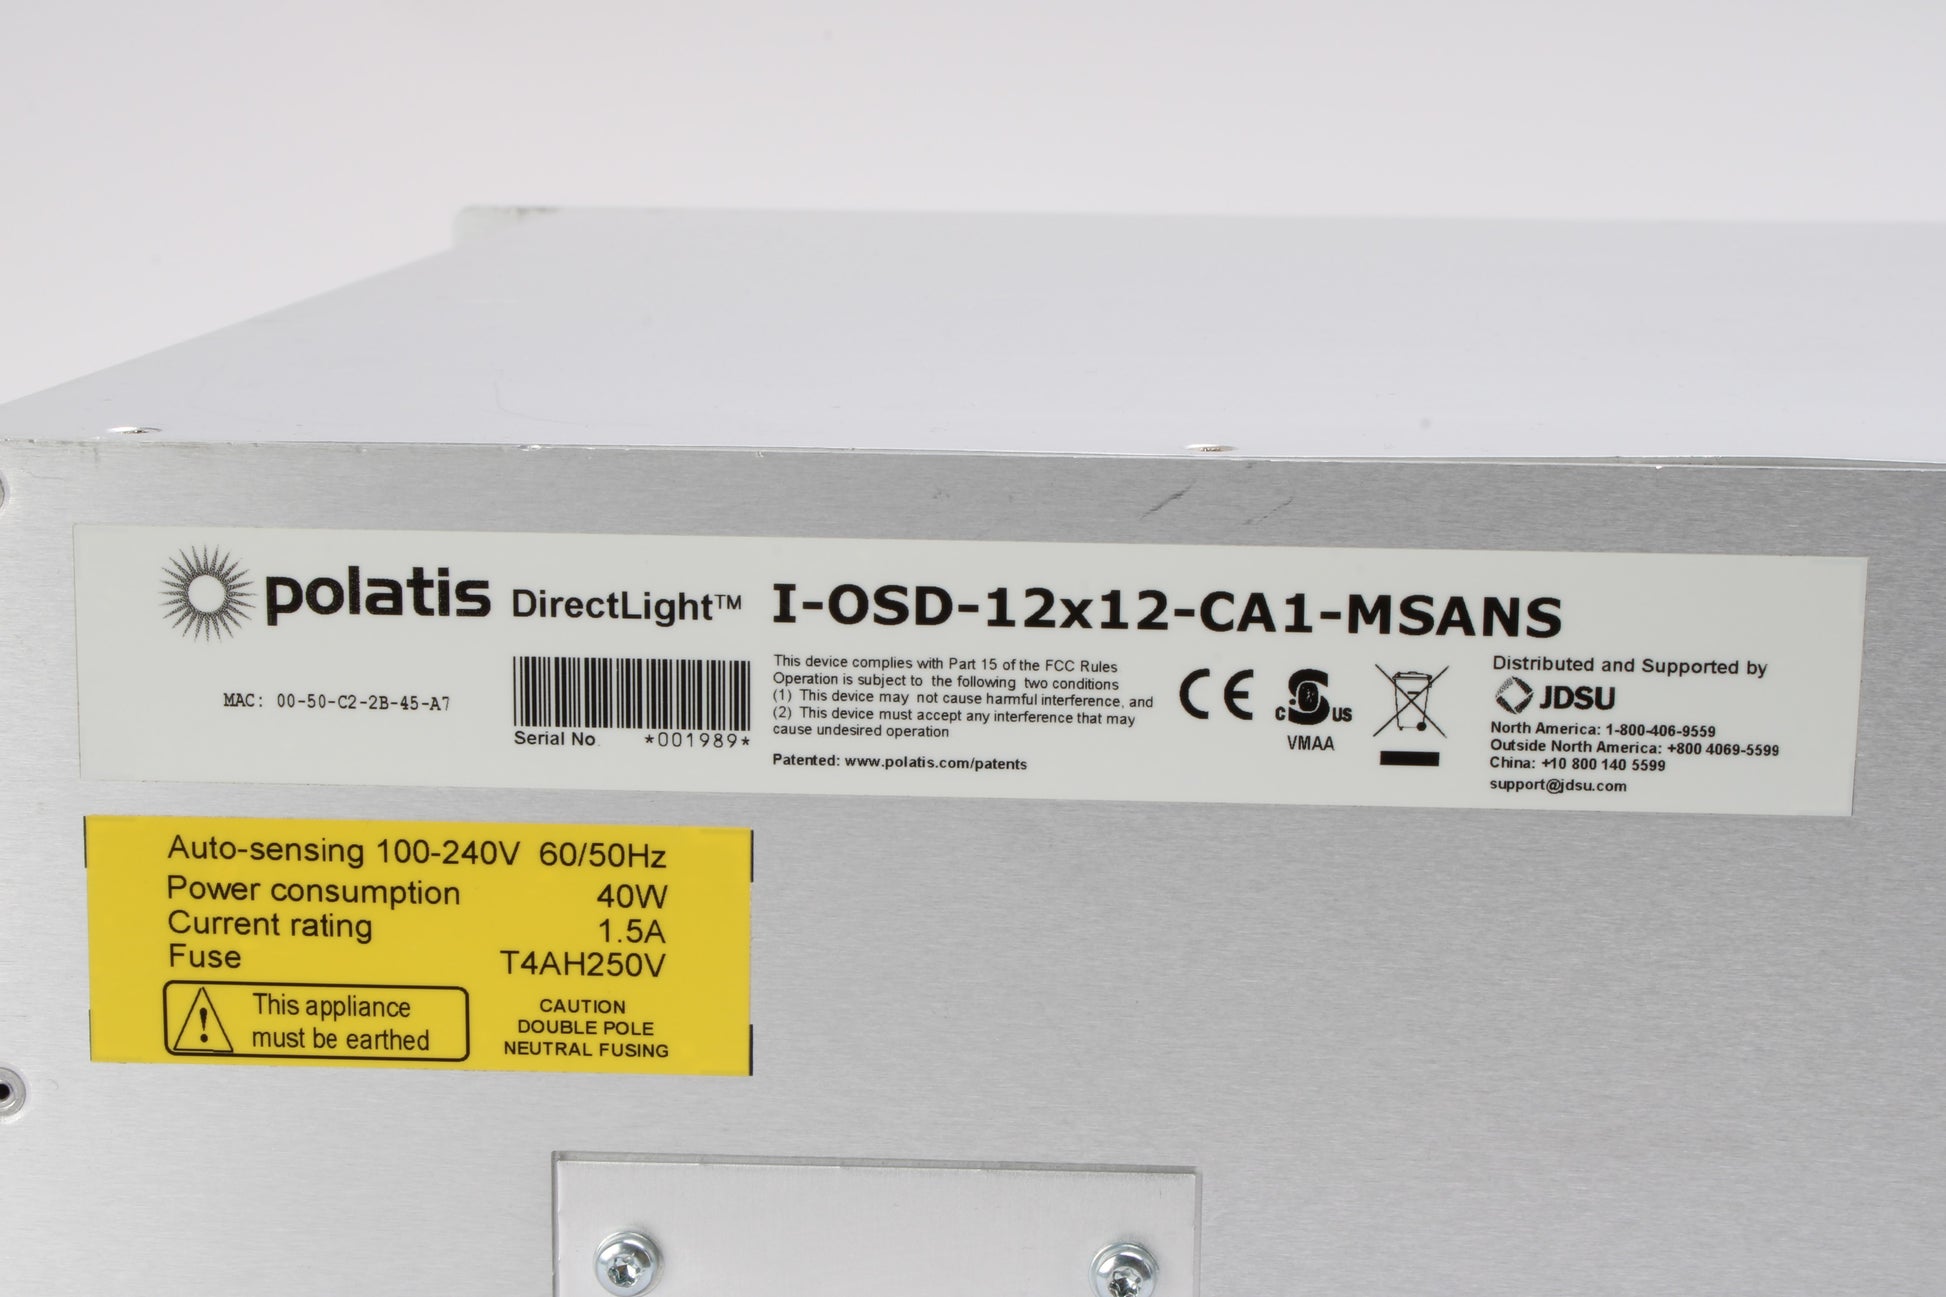 polatis DirectLight™ I-OSD-12x12-CA1-MSANS
MAC: 00-50-C2-2B-45-A7
Serial No. *001989*
This device complies with Part 15 of the FCC Rules
Operation is subject to the following two conditions
(1) This device may not cause harmful interference, and
(2) This device must accept any interference that may
cause undesired operation
Patented: www.polatis.com/patents
CE
C US
VMAA
Distributed and Supported by
JDSU
North America: 1-800-406-9559
Outside North America: +800 4069-5599
China: +10 800 140 5599
support@jdsu.com
Auto-sensing 100-240V 60/50Hz
Power consumption 40W
Current rating 1.5A
Fuse T4AH250V
This appliance
must be earthed
CAUTION
DOUBLE POLE
NEUTRAL FUSING